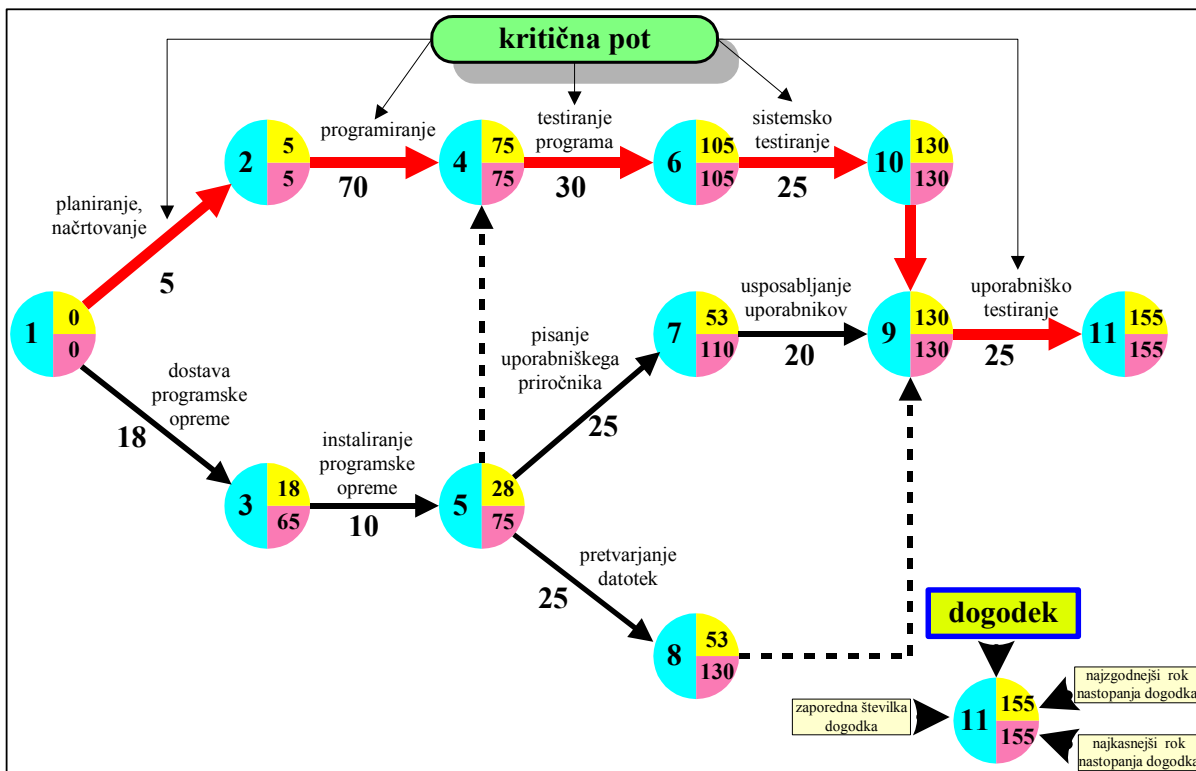 kritična pot
programiranje
testiranje
programa
sistemsko
testiranje
2
5
5
70
4
75
75
30
6
105
105
25
10
130
130
planiranje,
načrtovanje
5
1
0
0
pisanje
uporabniškega
priročnika
25
7
53
110
usposabljanje
uporabnikov
20
9
130
130
uporabniško
testiranje
25
11
155
155
dostava
programske
opreme
18
3
18
65
instaliranje
programske
opreme
10
5
28
75
pretvarjanje
datotek
25
8
53
130
dogodek
zaporedna številka
dogodka
11
155
155
najzgodnejši rok
nastopanja dogodka
najkasnejši rok
nastopanja dogodka